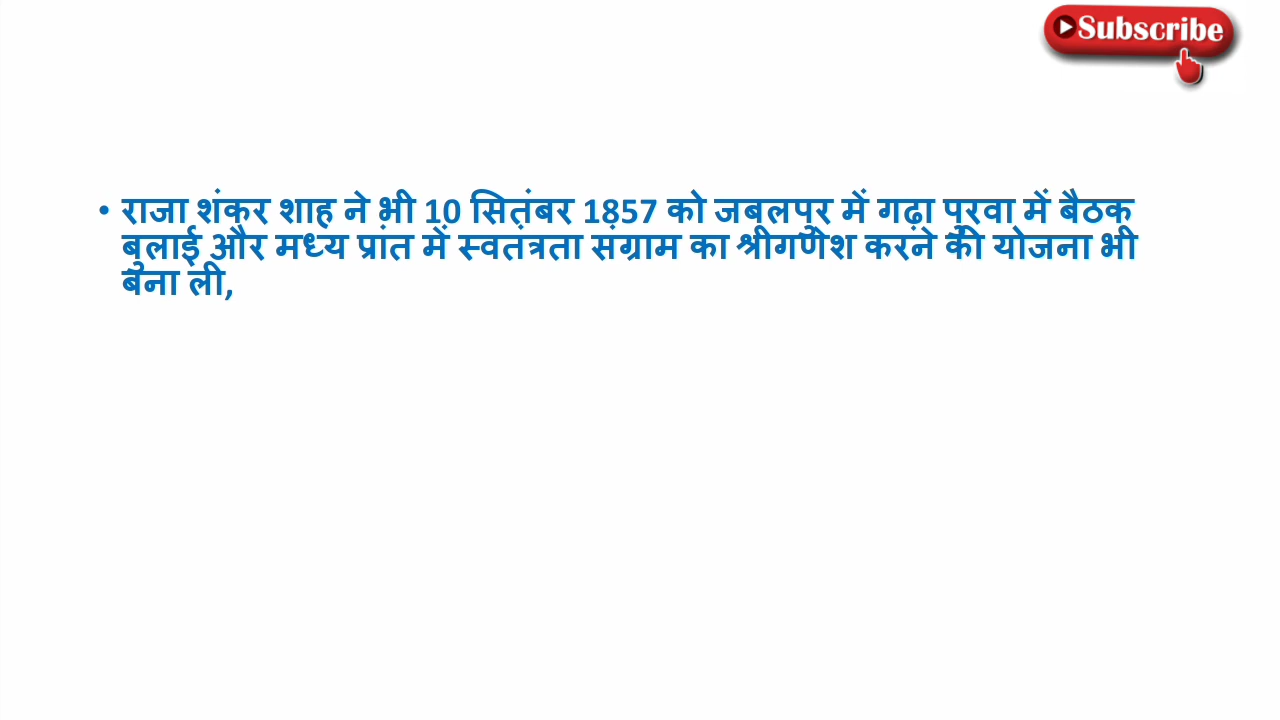 Subscribe
• राजा शंकर शाह ने भी 10 सितंबर 1857 को जबलपुर में गढ़ा पुरवा में बैठक
बुलाई और मध्य प्रांत में स्वतंत्रता संग्राम का श्रीगणेश करने की योजना भी
बना ली,